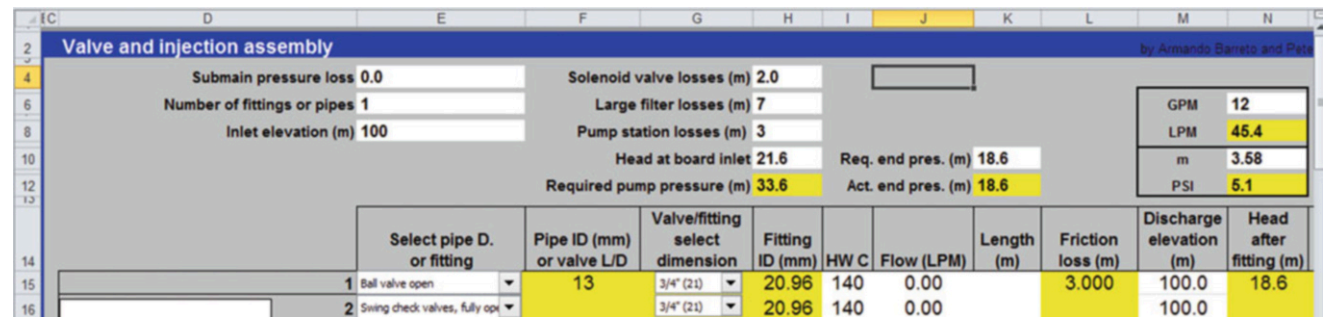 C D E F G H I J K L M N
2 Valve and injection assembly by Armando Barreto and Pete
4 Submain pressure loss 0.0 Solenoid valve losses (m) 2.0
6 Number of fittings or pipes 1 Large filter losses (m) 7 GPM 12
8 Inlet elevation (m) 100 Pump station losses (m) 3 LPM 45.4
10 Head at board inlet 21.6 Req. end pres. (m) 18.6 m 3.58
12 Required pump pressure (m) 33.6 Act. end pres. (m) 18.6 PSI 5.1
13
Valve/fitting Discharge Head
Select pipe D. Pipe ID (mm) select Fitting Length Friction elevation after
14 or fitting or valve L/D dimension ID (mm) HW C Flow (LPM) (m) loss (m) (m) fitting (m)
15 1 Ball valve open 13 3/4" (21) 20.96 140 0.00 3.000 100.0 18.6
16 2 Swing check valves, fully ope 3/4" (21) 20.96 140 0.00 100.0